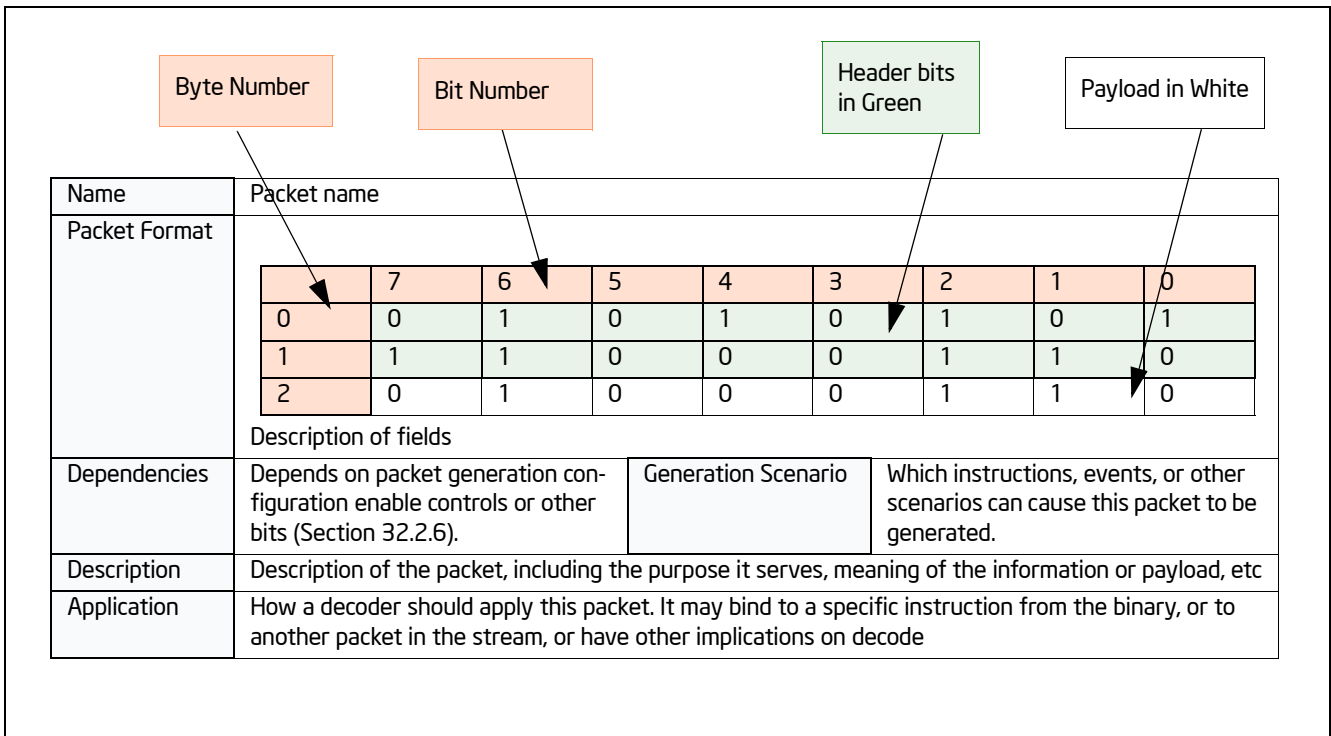 Byte Number
Bit Number
Header bits
in Green
Payload in White
Name
Packet name
Packet Format
7 6 5 4 3 2 1 0
0 0 1 0 1 0 1 0 1
1 1 1 0 0 0 1 1 0
2 0 1 0 0 0 1 1 0
Description of fields
Dependencies
Depends on packet generation con-
figuration enable controls or other
bits (Section 32.2.6).
Generation Scenario
Which instructions, events, or other
scenarios can cause this packet to be
generated.
Description
Description of the packet, including the purpose it serves, meaning of the information or payload, etc
Application
How a decoder should apply this packet. It may bind to a specific instruction from the binary, or to
another packet in the stream, or have other implications on decode